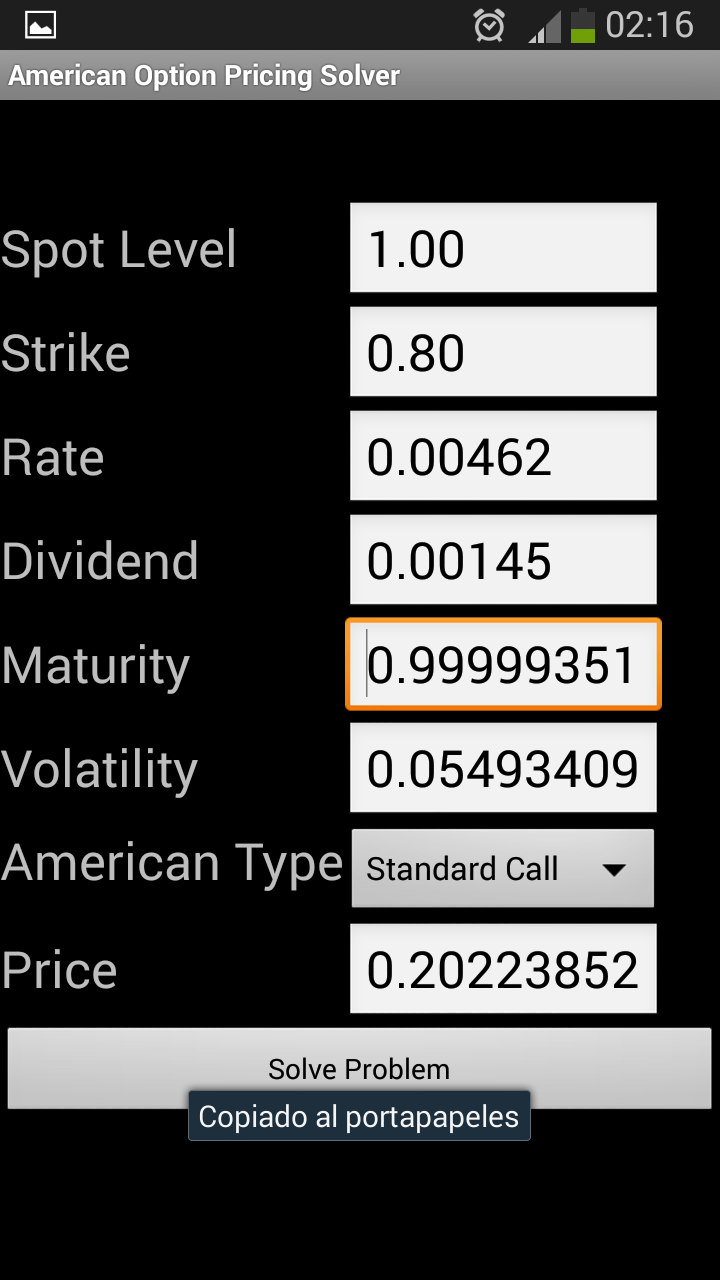 02:16
American Option Pricing Solver
Spot Level 1.00
Strike 0.80
Rate 0.00462
Dividend 0.00145
Maturity 0.99999351
Volatility 0.05493409
American Type Standard Call
Price 0.20223852
Solve Problem
Copiado al portapapeles